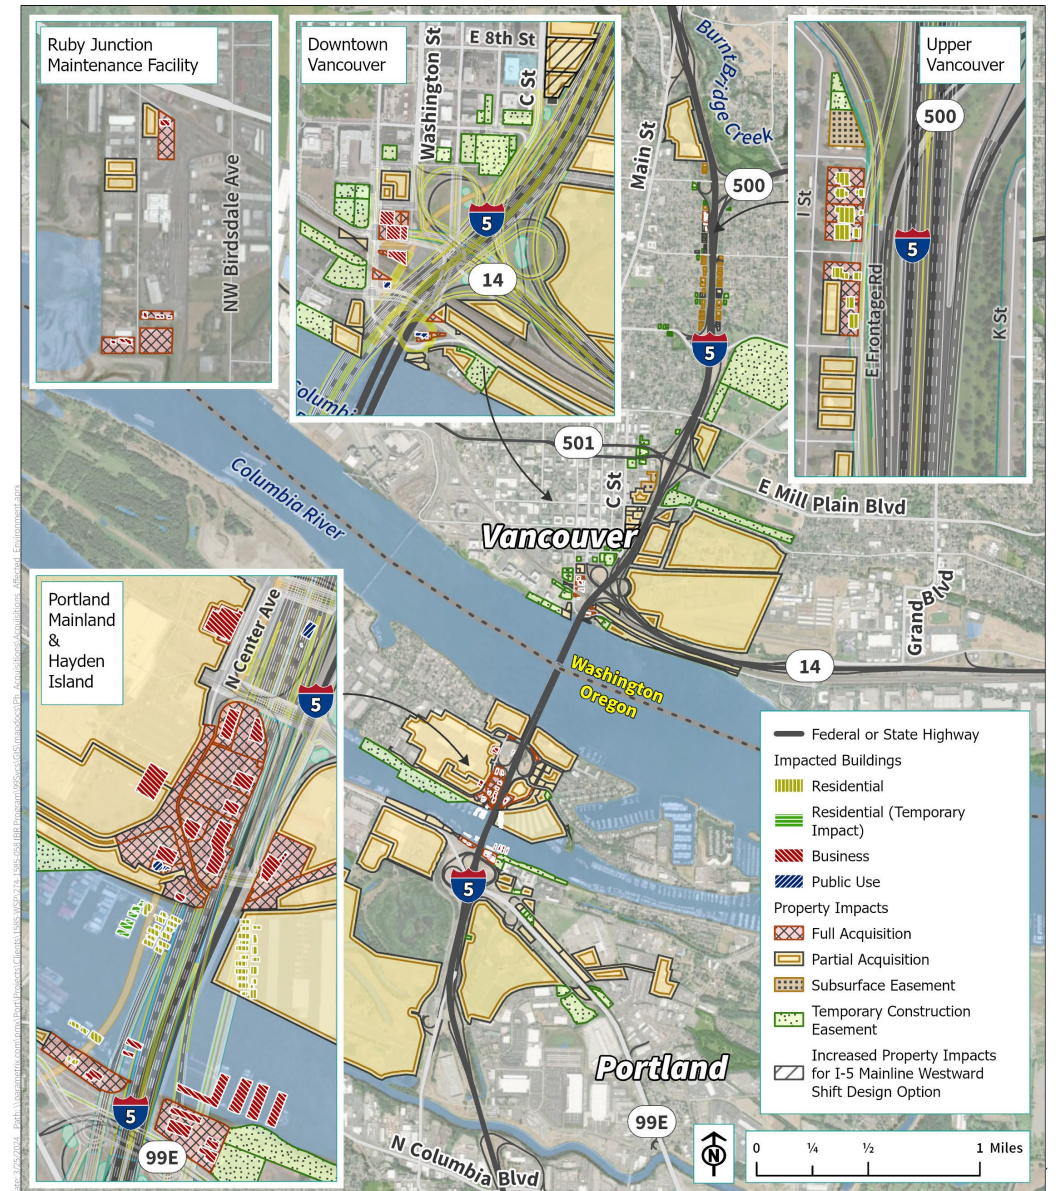 Ruby Junction
Maintenance Facility
NW Birdsdale Ave
Downtown
Vancouver
E 8th St
Washington St
C St
5
14
Columbia
Burnt Bridge Creek
Main St
500
5
Upper
Vancouver
500
I St
5
E Frontage Rd
K St
501
C St
E Mill Plain Blvd
Columbia River
Vancouver
Grand Blvd
14
Washington
Oregon
Portland
Mainland
&
Hayden
Island
N Center Ave
5
5
99E
5
Portland
99E
N Columbia Blvd
Federal or State Highway
Impacted Buildings
Residential
Residential (Temporary
Impact)
Business
Public Use
Property Impacts
Full Acquisition
Partial Acquisition
Subsurface Easement
Temporary Construction
Easement
Increased Property Impacts
for I-5 Mainline Westward
Shift Design Option
N
0 1/4 1/2 1 Miles